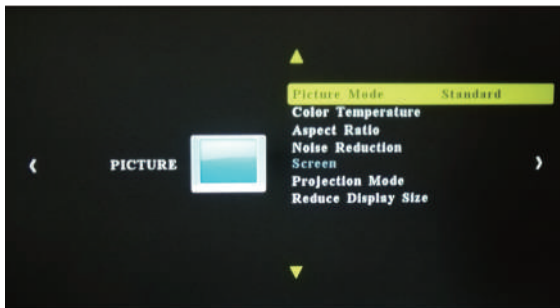 PICTURE
Picture Mode Standard
Color Temperature
Aspect Ratio
Noise Reduction
Screen
Projection Mode
Reduce Display Size